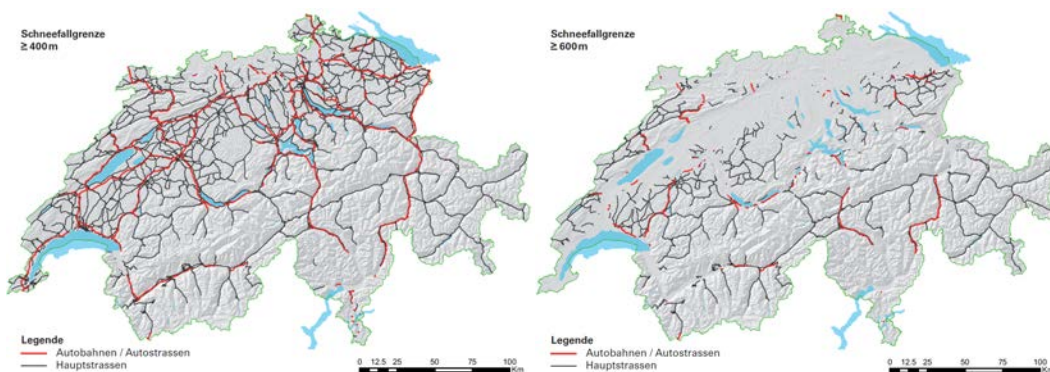 Schneefallgrenze
≥ 400 m
Legende
Autobahnen / Autostrassen
Hauptstrassen
0 12.5 25 50 75 100
Km
Schneefallgrenze
≥ 600 m
Legende
Autobahnen / Autostrassen
Hauptstrassen
0 12.5 25 50 75 100
Km